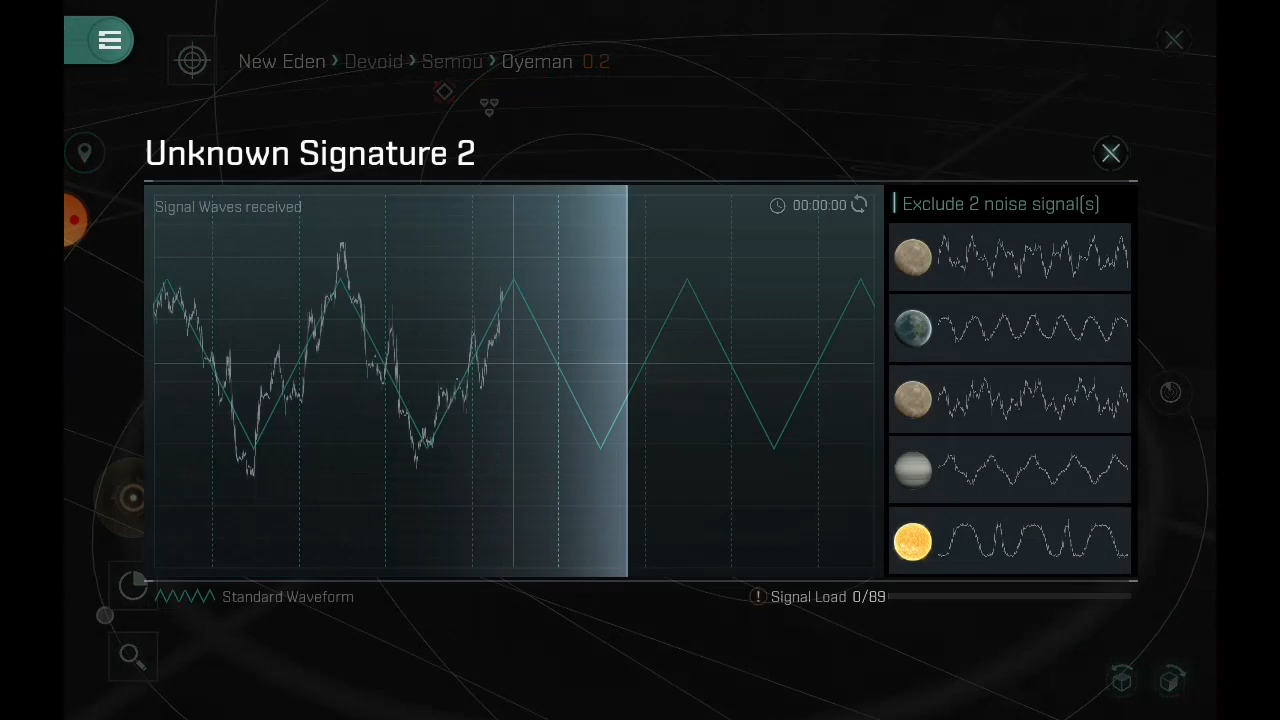 New Eden › Devoid › Semou › Oyeman 0.2
Unknown Signature 2
Signal Waves received
00:00:00
Exclude 2 noise signal(s)
Standard Waveform
! Signal Load 0/89